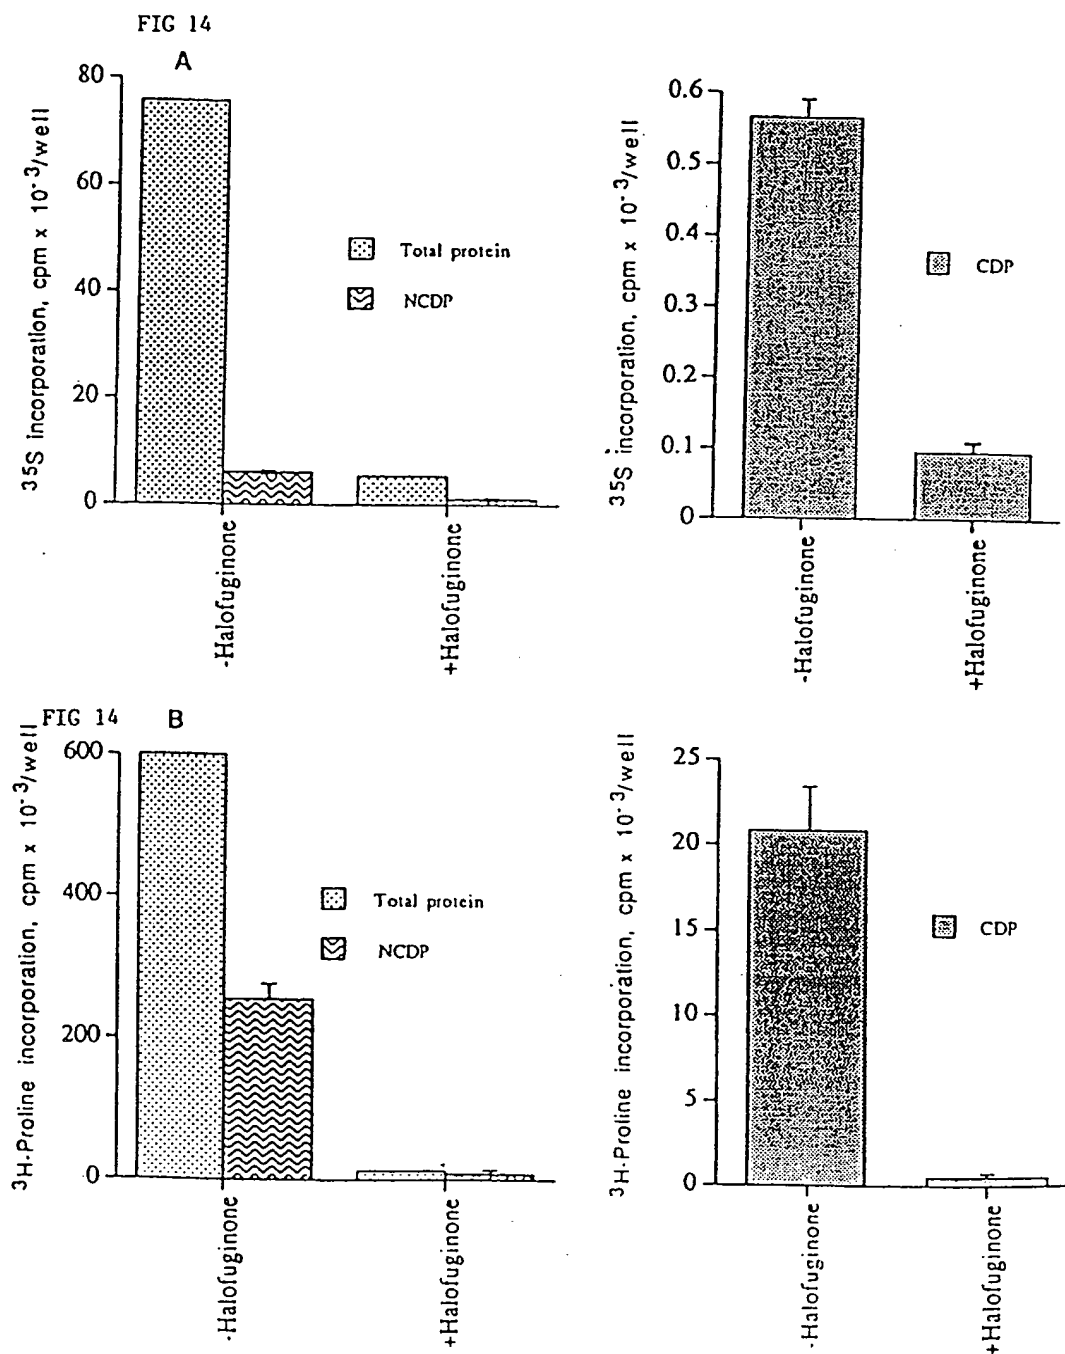 FIG 14
A
³⁵S incorporation, cpm x 10⁻³/well
80
60
40
20
0
Total protein
NCDP
-Halofuginone
+Halofuginone
³⁵S incorporation, cpm x 10⁻³/well
0.6
0.5
0.4
0.3
0.2
0.1
0
CDP
-Halofuginone
+Halofuginone
FIG 14
B
³H-Proline incorporation, cpm x 10⁻³/well
600
400
200
0
Total protein
NCDP
-Halofuginone
+Halofuginone
³H-Proline incorporation, cpm x 10⁻³/well
25
20
15
10
5
0
CDP
-Halofuginone
+Halofuginone